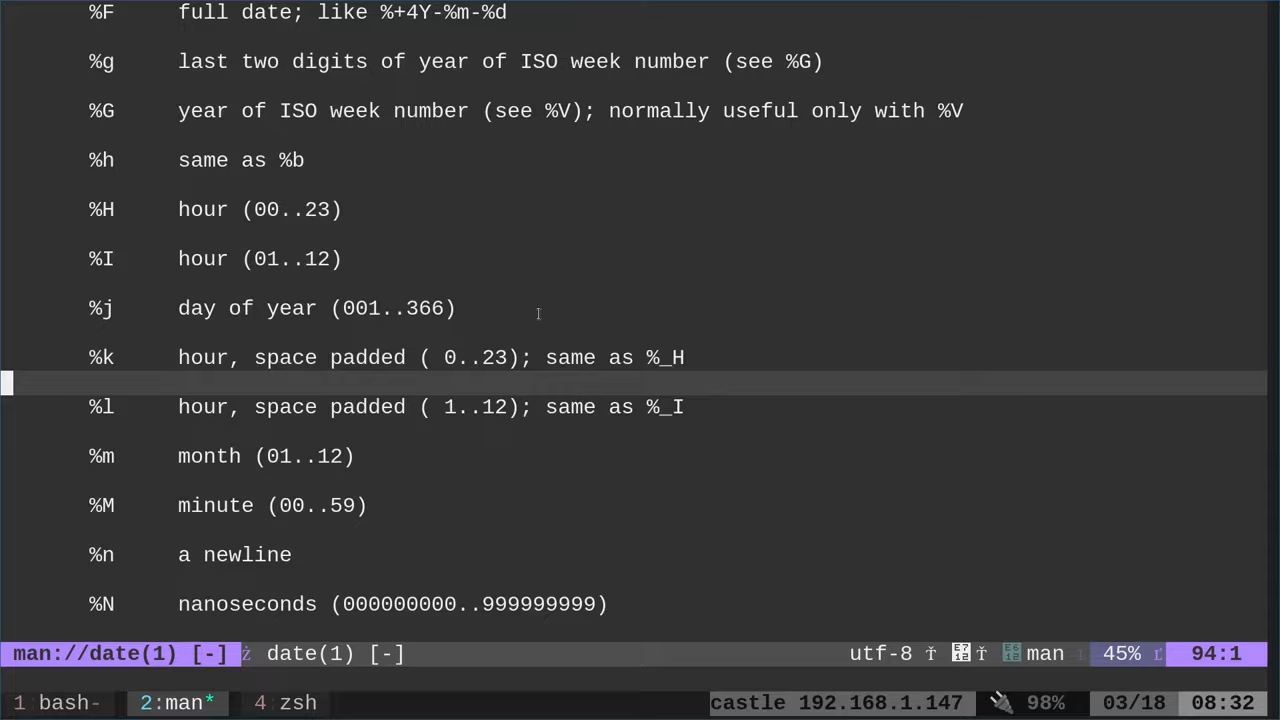 %F full date; like %+4Y-%m-%d
%g last two digits of year of ISO week number (see %G)
%G year of ISO week number (see %V); normally useful only with %V
%h same as %b
%H hour (00..23)
%I hour (01..12)
%j day of year (001..366)
%k hour, space padded ( 0..23); same as %_H
%l hour, space padded ( 1..12); same as %_I
%m month (01..12)
%M minute (00..59)
%n a newline
%N nanoseconds (000000000..999999999)
man://date(1) [-] ż date(1) [-] utf-8 Ť Ť man 45% 94:1
1 bash- 2:man* 4 zsh castle 192.168.1.147 98% 03/18 08:32